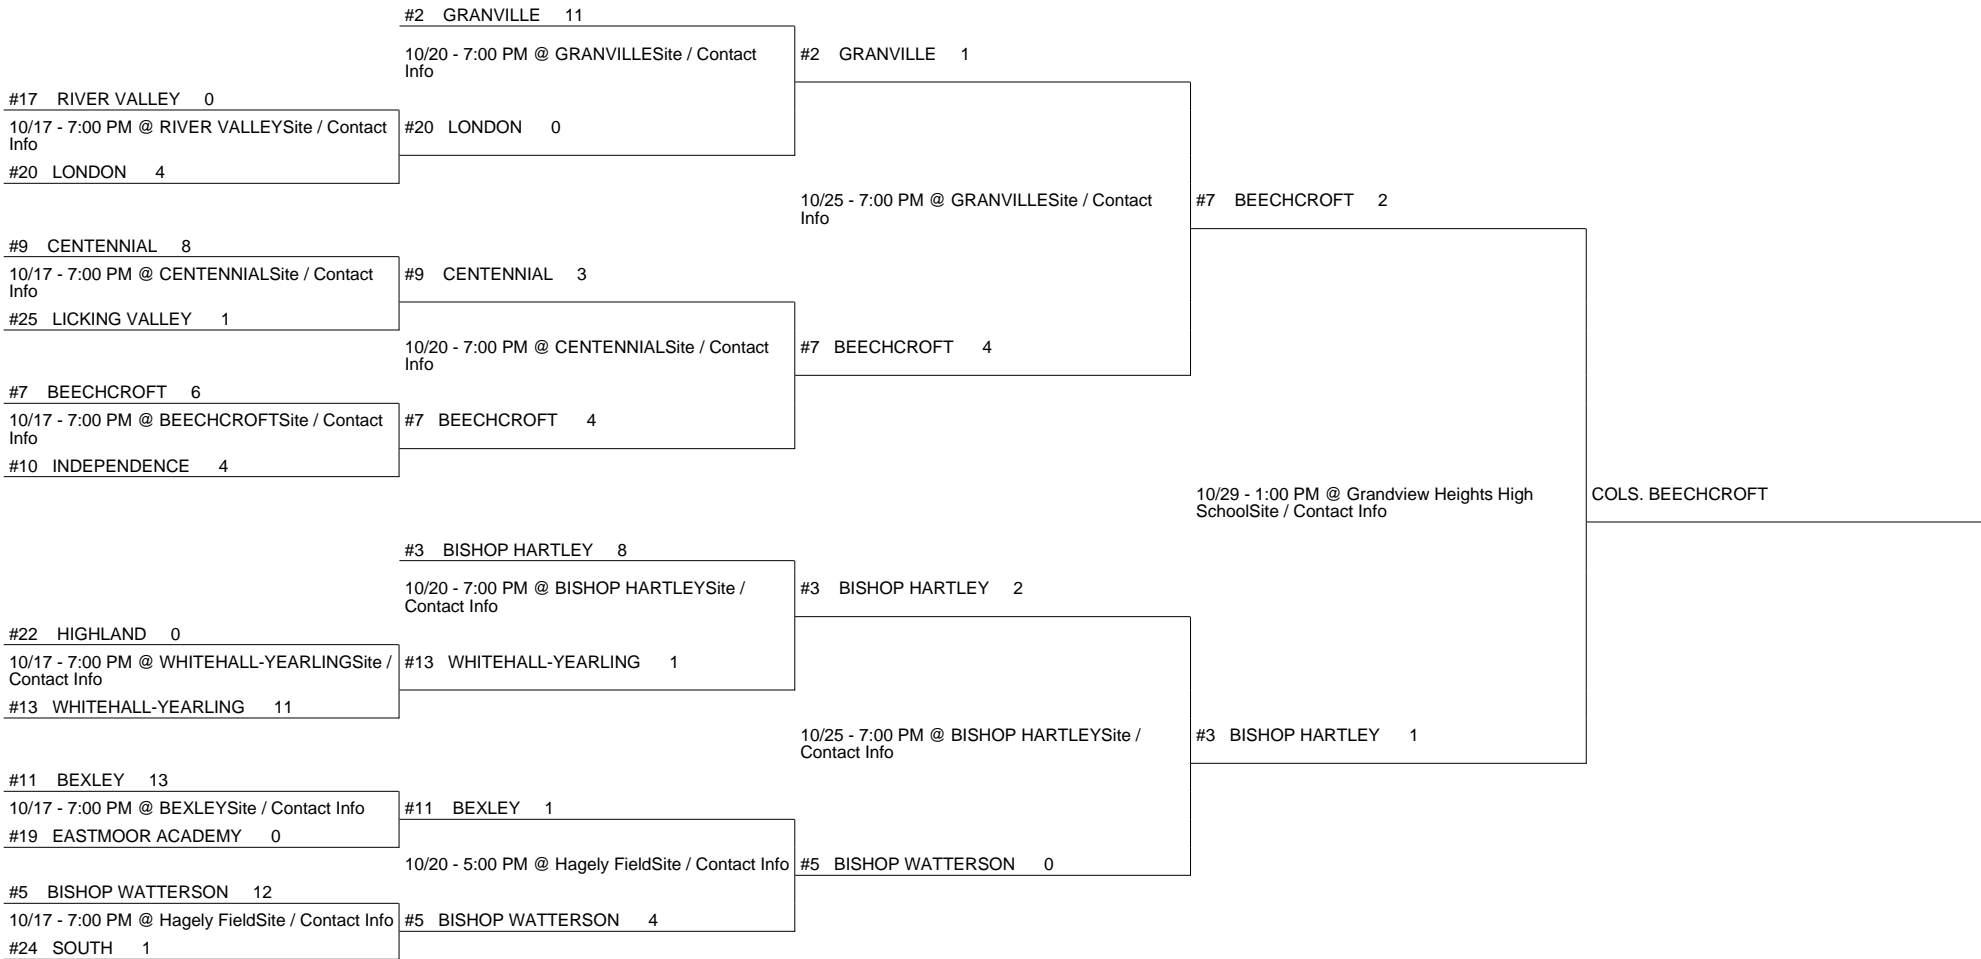 #2 GRANVILLE 11
10/20 - 7:00 PM @ GRANVILLESite / Contact
Info
#2 GRANVILLE 1
#17 RIVER VALLEY 0
10/17 - 7:00 PM @ RIVER VALLEYSite / Contact
Info
#20 LONDON 4
#20 LONDON 0
10/25 - 7:00 PM @ GRANVILLESite / Contact
Info
#7 BEECHCROFT 2
#9 CENTENNIAL 8
10/17 - 7:00 PM @ CENTENNIALSite / Contact
Info
#25 LICKING VALLEY 1
#9 CENTENNIAL 3
10/20 - 7:00 PM @ CENTENNIALSite / Contact
Info
#7 BEECHCROFT 4
#7 BEECHCROFT 6
10/17 - 7:00 PM @ BEECHCROFTSite / Contact
Info
#10 INDEPENDENCE 4
#7 BEECHCROFT 4
10/29 - 1:00 PM @ Grandview Heights High
SchoolSite / Contact Info
COLS. BEECHCROFT
#3 BISHOP HARTLEY 8
10/20 - 7:00 PM @ BISHOP HARTLEYSite /
Contact Info
#3 BISHOP HARTLEY 2
#22 HIGHLAND 0
10/17 - 7:00 PM @ WHITEHALL-YEARLINGSite /
Contact Info
#13 WHITEHALL-YEARLING 11
#13 WHITEHALL-YEARLING 1
10/25 - 7:00 PM @ BISHOP HARTLEYSite /
Contact Info
#3 BISHOP HARTLEY 1
#11 BEXLEY 13
10/17 - 7:00 PM @ BEXLEYSite / Contact Info
#19 EASTMOOR ACADEMY 0
#11 BEXLEY 1
10/20 - 5:00 PM @ Hagely FieldSite / Contact Info
#5 BISHOP WATTERSON 0
#5 BISHOP WATTERSON 12
10/17 - 7:00 PM @ Hagely FieldSite / Contact Info
#24 SOUTH 1
#5 BISHOP WATTERSON 4